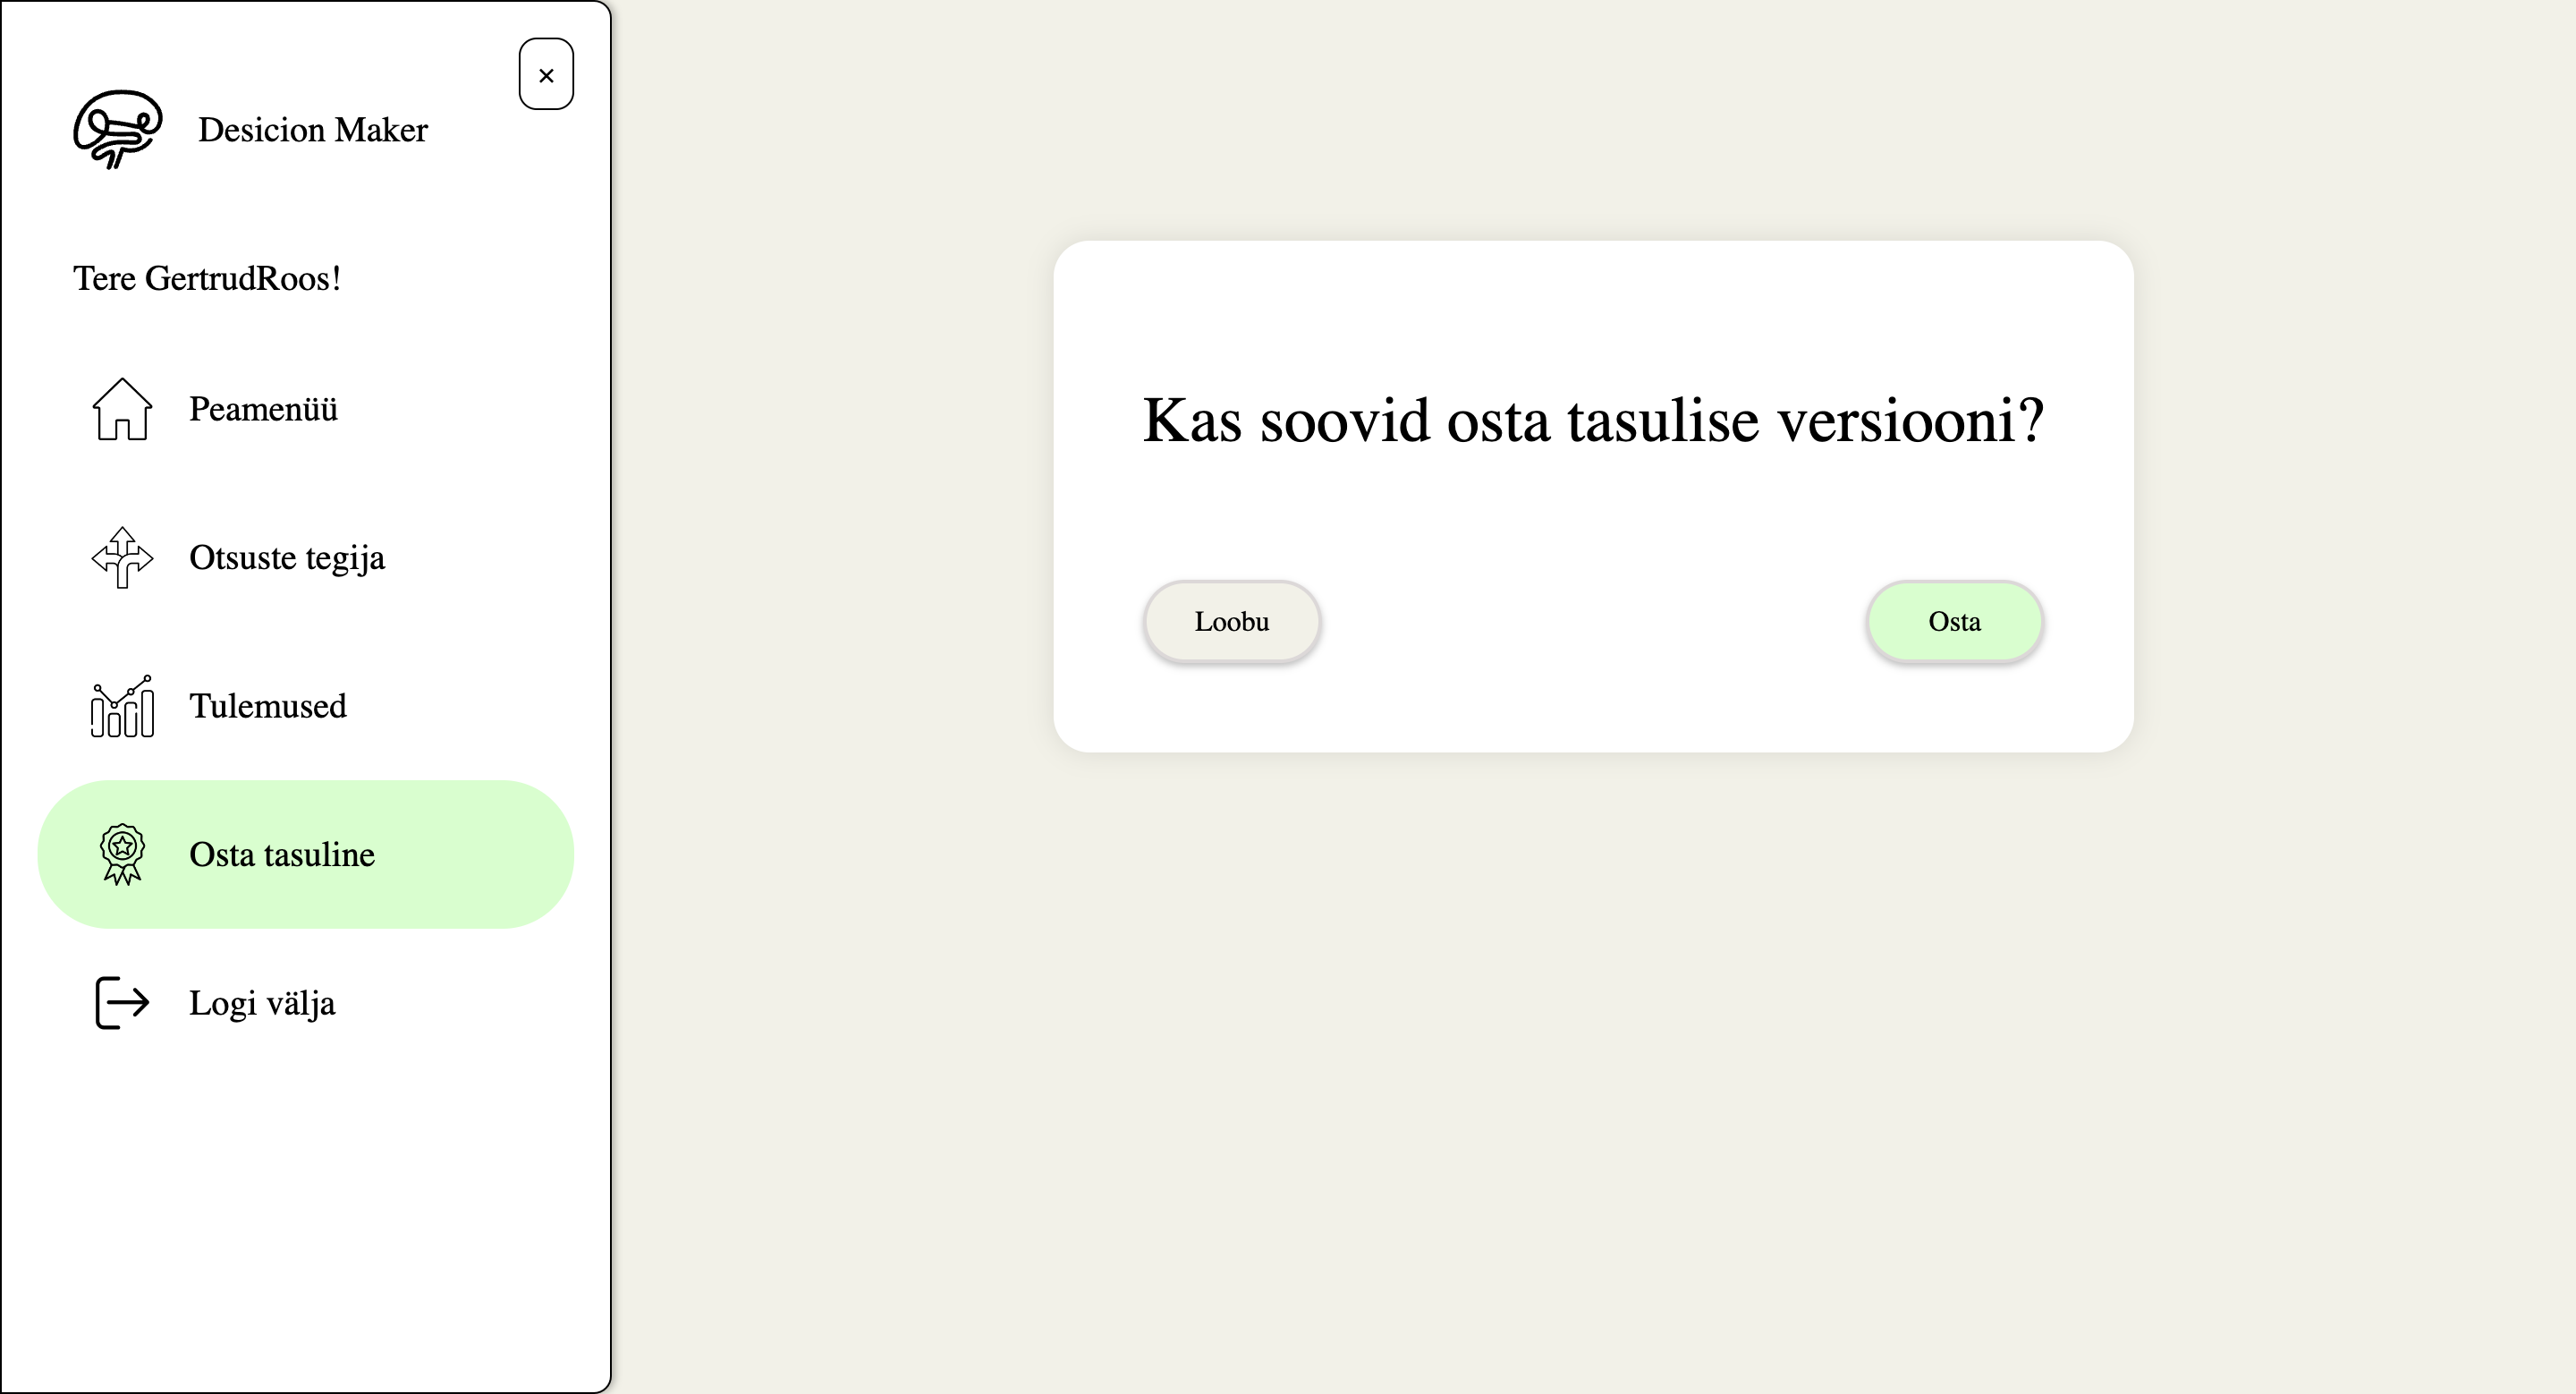 ×
Desicion Maker
Tere GertrudRoos!
Peamenüü
Otsuste tegija
Tulemused
Osta tasuline
Logi välja
Kas soovid osta tasulise versiooni?
Loobu
Osta